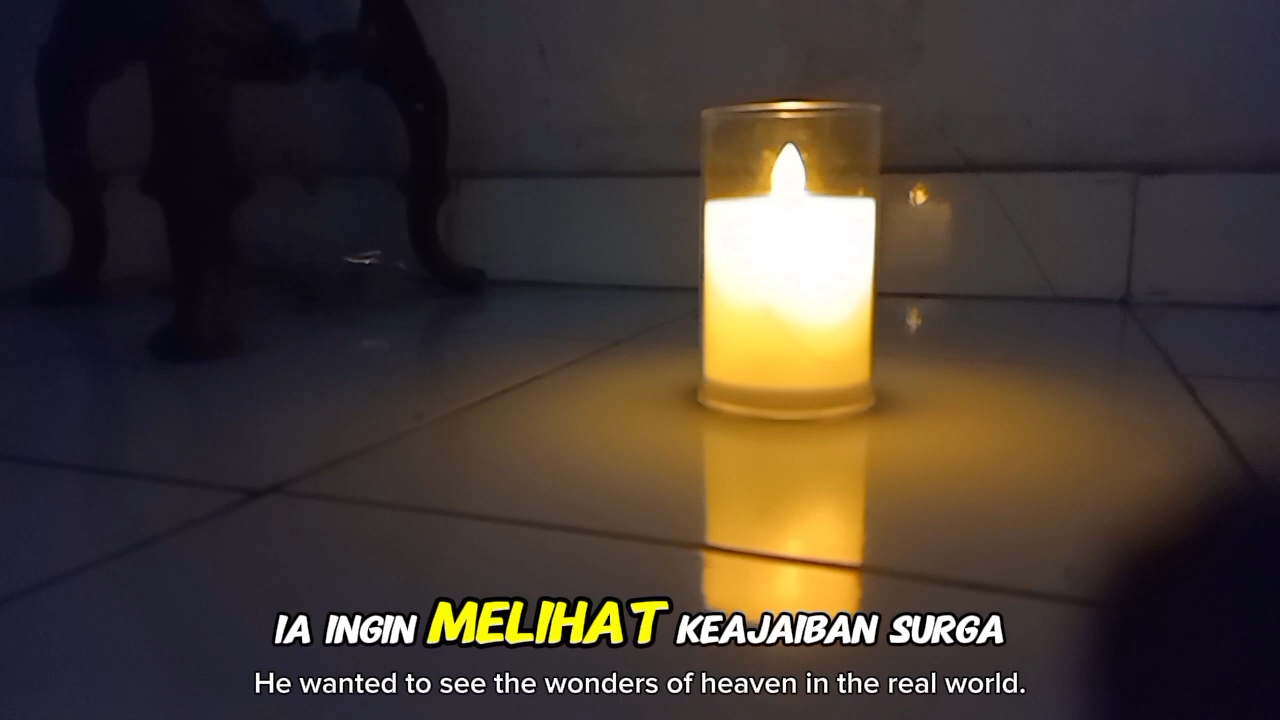 IA INGIN MELIHAT KEAJAIBAN SURGA
He wanted to see the wonders of heaven in the real world.